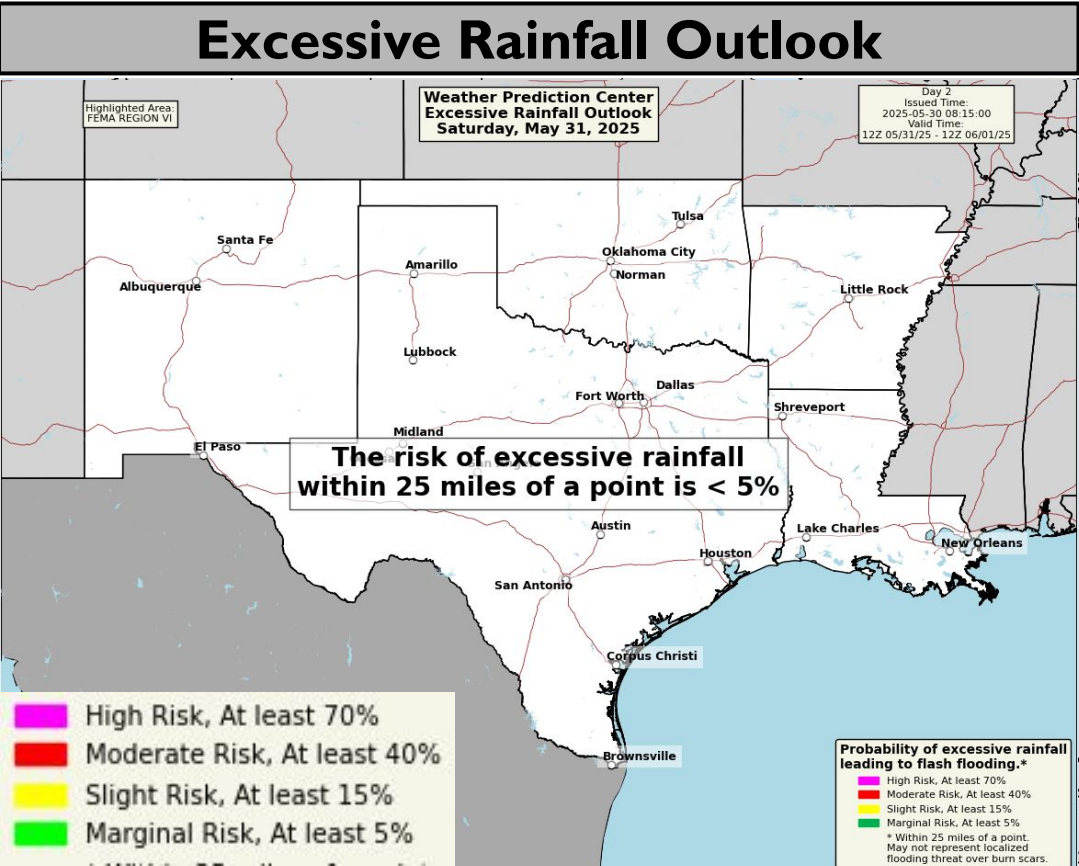 Excessive Rainfall Outlook
Highlighted Area:
FEMA REGION VI
Weather Prediction Center
Excessive Rainfall Outlook
Saturday, May 31, 2025
Day 2
Issued Time:
2025-05-30 08:15:00
Valid Time:
12Z 05/31/25 - 12Z 06/01/25
Tulsa
Santa Fe
Oklahoma City
Amarillo
Norman
Albuquerque
Little Rock
Lubbock
Dallas
Fort Worth
Shreveport
Midland
El Paso
The risk of excessive rainfall
within 25 miles of a point is < 5%
Austin
Lake Charles
New Orleans
Houston
San Antonio
Corpus Christi
Brownsville
High Risk, At least 70%
Moderate Risk, At least 40%
Slight Risk, At least 15%
Marginal Risk, At least 5%
Probability of excessive rainfall
leading to flash flooding.*
High Risk, At least 70%
Moderate Risk, At least 40%
Slight Risk, At least 15%
Marginal Risk, At least 5%
* Within 25 miles of a point.
May not represent localized
flooding threat over burn scars.